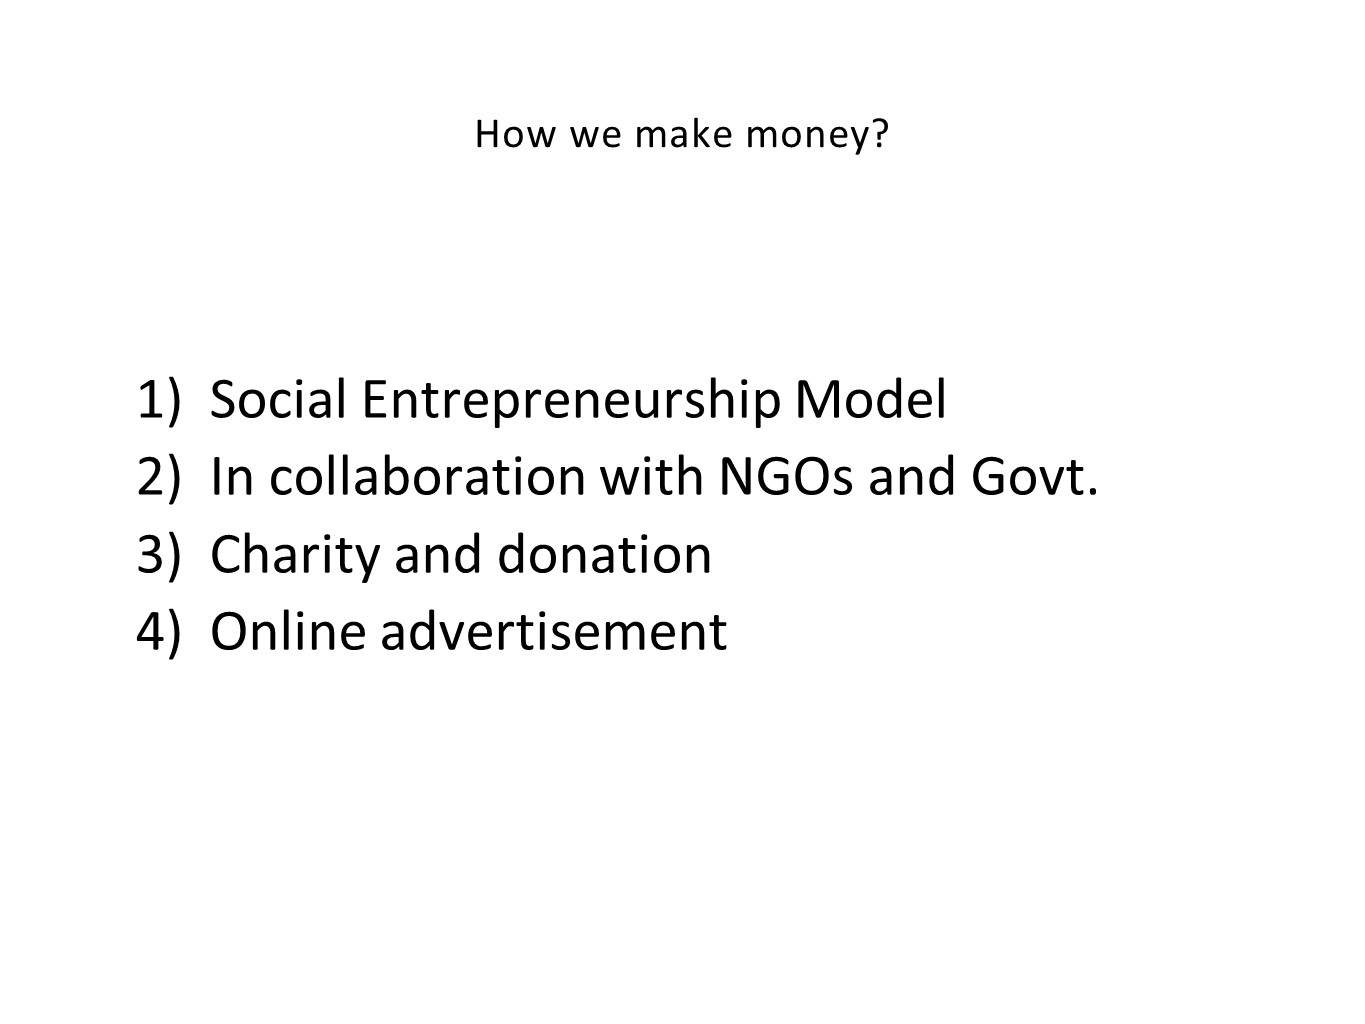 How we make money?
1) Social Entrepreneurship Model
2) In collaboration with NGOs and Govt.
3) Charity and donation
4) Online advertisement